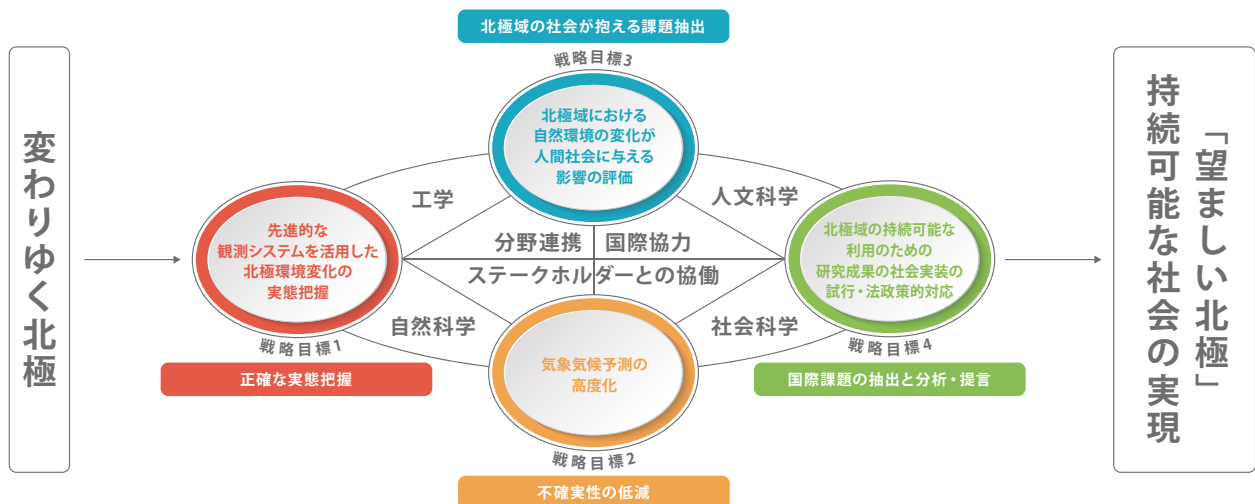 変わりゆく北極
北極域の社会が抱える課題抽出
戦略目標3
北極域における
自然環境の変化が
人間社会に与える
影響の評価
工学
人文科学
先進的な
観測システムを活用した
北極環境変化の
実態把握
戦略目標1
正確な実態把握
分野連携
国際協力
ステークホルダーとの協働
北極域の持続可能な
利用のための
研究成果の社会実装の
試行・法政策的対応
戦略目標4
国際課題の抽出と分析・提言
自然科学
社会科学
気象気候予測の
高度化
戦略目標2
不確実性の低減
「望ましい北極」
持続可能な社会の実現